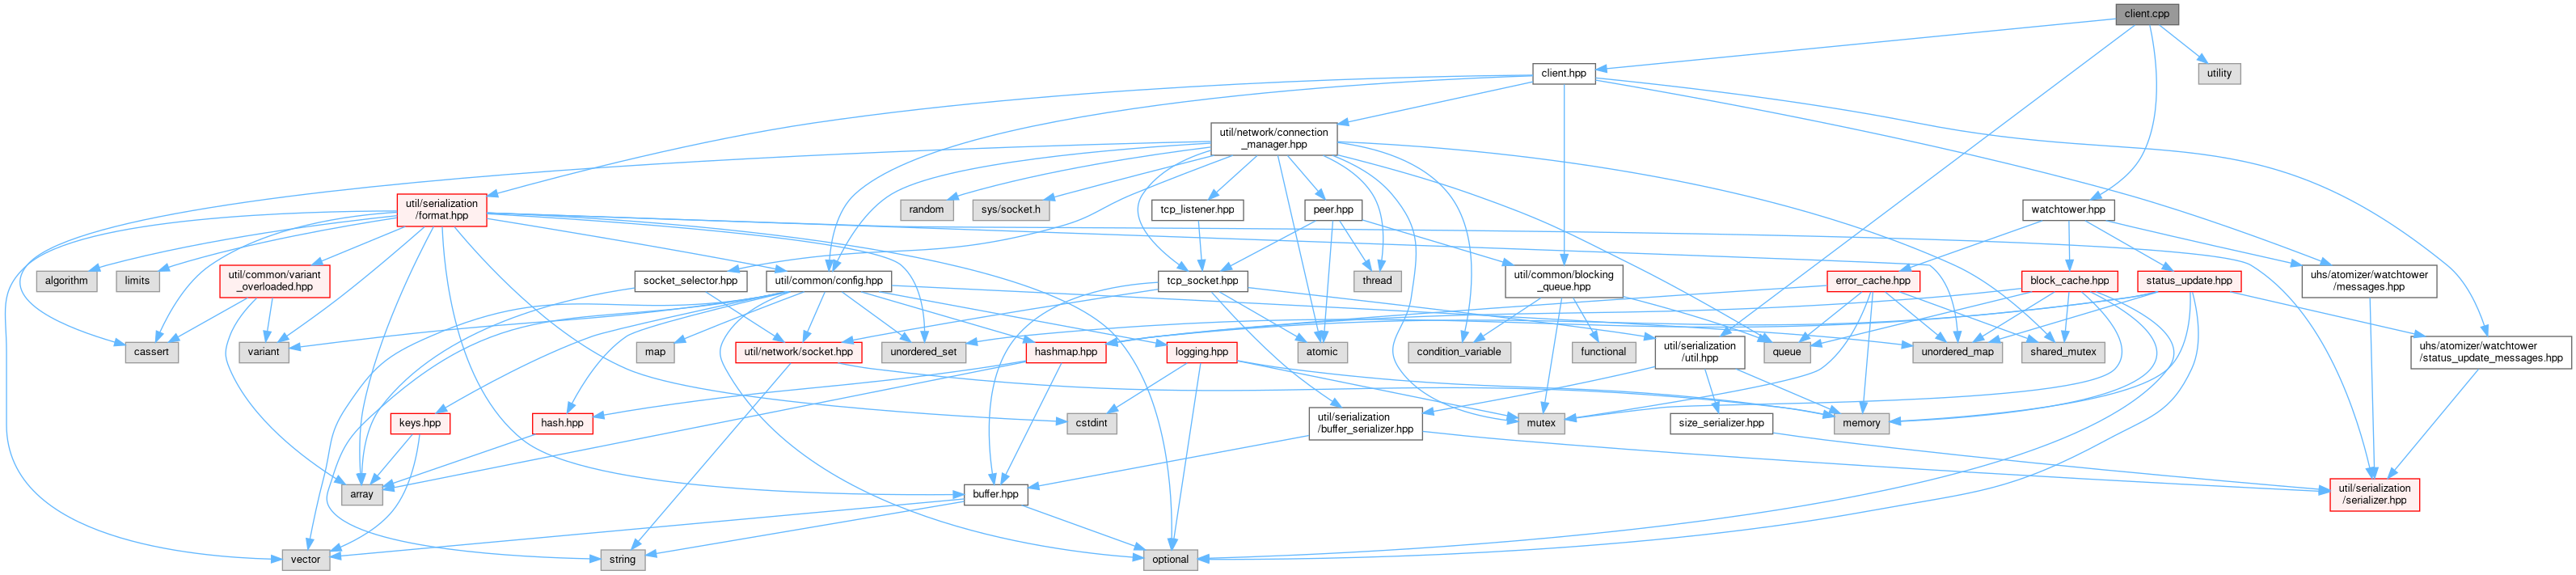 client.cpp
client.hpp
utility
util/network/connection
_manager.hpp
util/serialization
/format.hpp
random
sys/socket.h
tcp_listener.hpp
peer.hpp
watchtower.hpp
algorithm
limits
util/common/variant
_overloaded.hpp
socket_selector.hpp
util/common/config.hpp
tcp_socket.hpp
thread
util/common/blocking
_queue.hpp
error_cache.hpp
block_cache.hpp
status_update.hpp
uhs/atomizer/watchtower
/messages.hpp
cassert
variant
map
util/network/socket.hpp
unordered_set
hashmap.hpp
logging.hpp
atomic
condition_variable
functional
util/serialization
/util.hpp
queue
unordered_map
shared_mutex
uhs/atomizer/watchtower
/status_update_messages.hpp
keys.hpp
hash.hpp
cstdint
util/serialization
/buffer_serializer.hpp
mutex
size_serializer.hpp
memory
array
buffer.hpp
util/serialization
/serializer.hpp
vector
string
optional